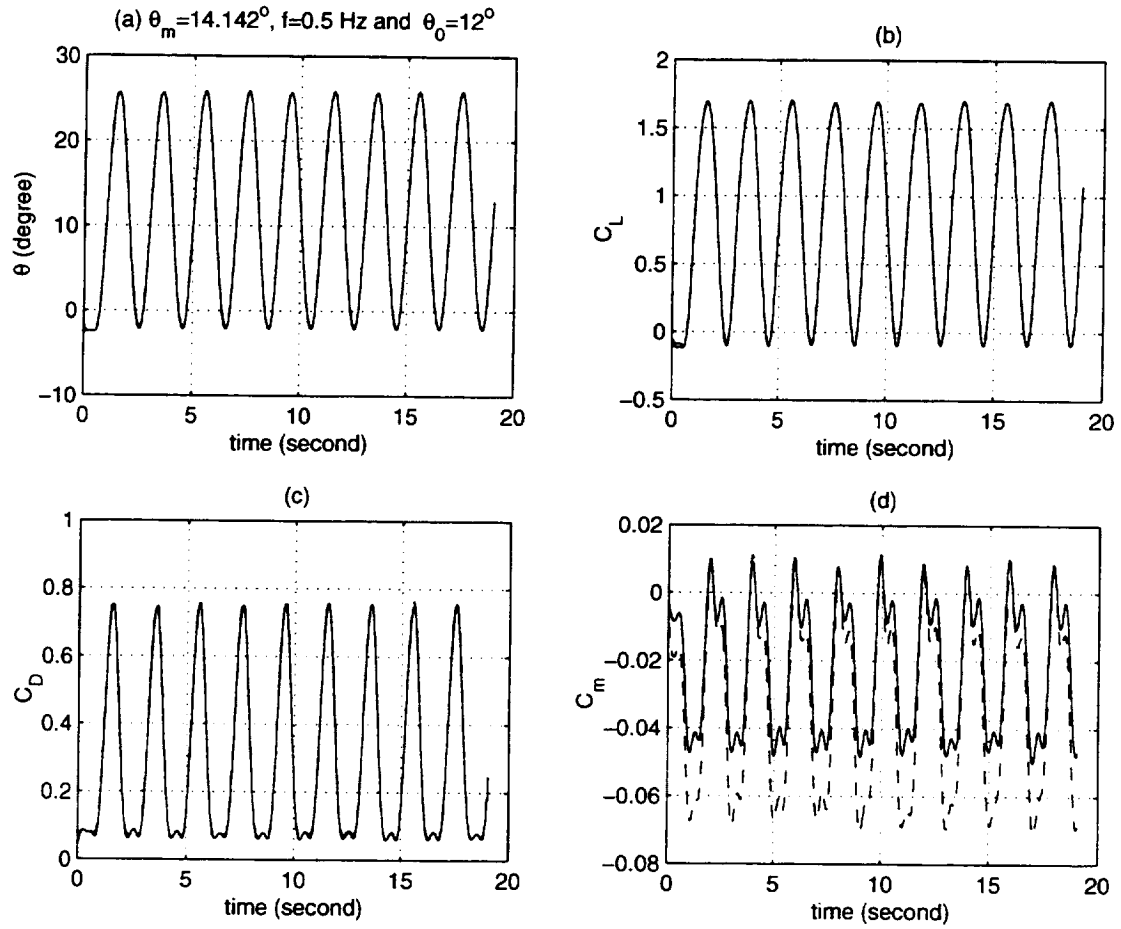 (a) θm=14.142°, f=0.5 Hz and θ0=12°
30
20
10
0
−10
θ (degree)
0 5 10 15 20
time (second)
(b)
2
1.5
1
0.5
0
−0.5
CL
0 5 10 15 20
time (second)
(c)
1
0.8
0.6
0.4
0.2
0
CD
0 5 10 15 20
time (second)
(d)
0.02
0
−0.02
−0.04
−0.06
−0.08
Cm
0 5 10 15 20
time (second)